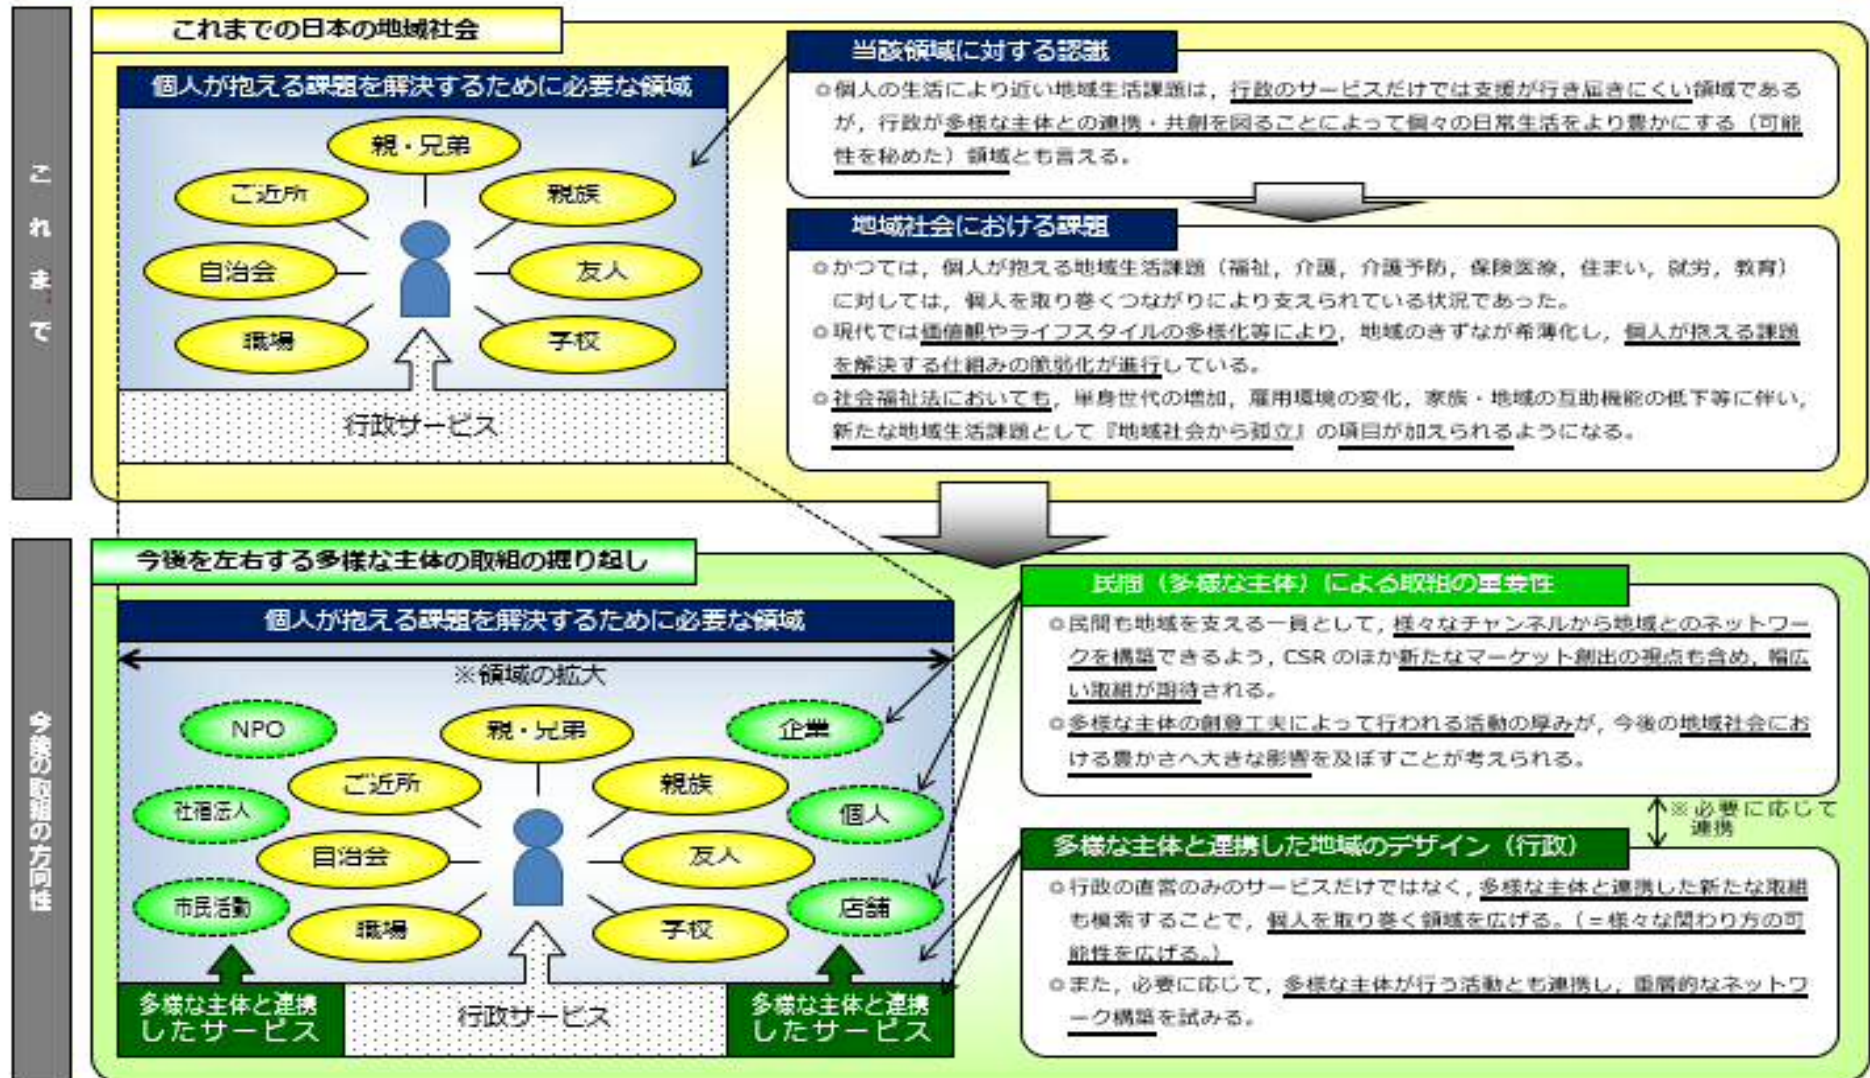 これまで
これまでの日本の地域社会
個人が抱える課題を解決するために必要な領域
親・兄弟
ご近所
親族
自治会
友人
職場
子校
行政サービス
当該領域に対する認識
◎個人の生活により近い地域生活課題は，行政のサービスだけでは支援が行き届きにくい領域である
が，行政が多様な主体との連携・共創を図ることによって個々の日常生活をより豊かにする（可能
性を秘めた）領域とも言える。
地域社会における課題
◎かつては，個人が抱える地域生活課題（福祉，介護，介護予防，保険医療，住まい，就労，教育）
に対しては，個人を取り巻くつながりにより支えられている状況であった。
◎現代では価値観やライフスタイルの多様化等により，地域のきずなが希薄化し，個人が抱える課題
を解決する仕組みの脆弱化が進行している。
◎社会福祉法においても，単身世代の増加，雇用環境の変化，家族・地域の互助機能の低下等に伴い，
新たな地域生活課題として『地域社会から孤立』の項目が加えられるようになる。
今後の取組の方向性
今後を左右する多様な主体の取組の掘り起し
個人が抱える課題を解決するために必要な領域
※領域の拡大
NPO
親・兄弟
企業
ご近所
親族
社福法人
個人
自治会
友人
市民活動
店舗
職場
子校
多様な主体と連携
したサービス
行政サービス
多様な主体と連携
したサービス
民間（多様な主体）による取組の重要性
◎民間も地域を支える一員として，様々なチャンネルから地域とのネットワー
クを構築できるよう，CSRのほか新たなマーケット創出の視点も含め，幅広
い取組が期待される。
◎多様な主体の創意工夫によって行われる活動の厚みが，今後の地域社会にお
ける豊かさへ大きな影響を及ぼすことが考えられる。
※必要に応じて
連携
多様な主体と連携した地域のデザイン（行政）
◎行政の直営のみのサービスだけではなく，多様な主体と連携した新たな取組
も模索することで，個人を取り巻く領域を広げる。（＝様々な関わり方の可
能性を広げる。）
◎また，必要に応じて，多様な主体が行う活動とも連携し，重層的なネットワ
ーク構築を試みる。